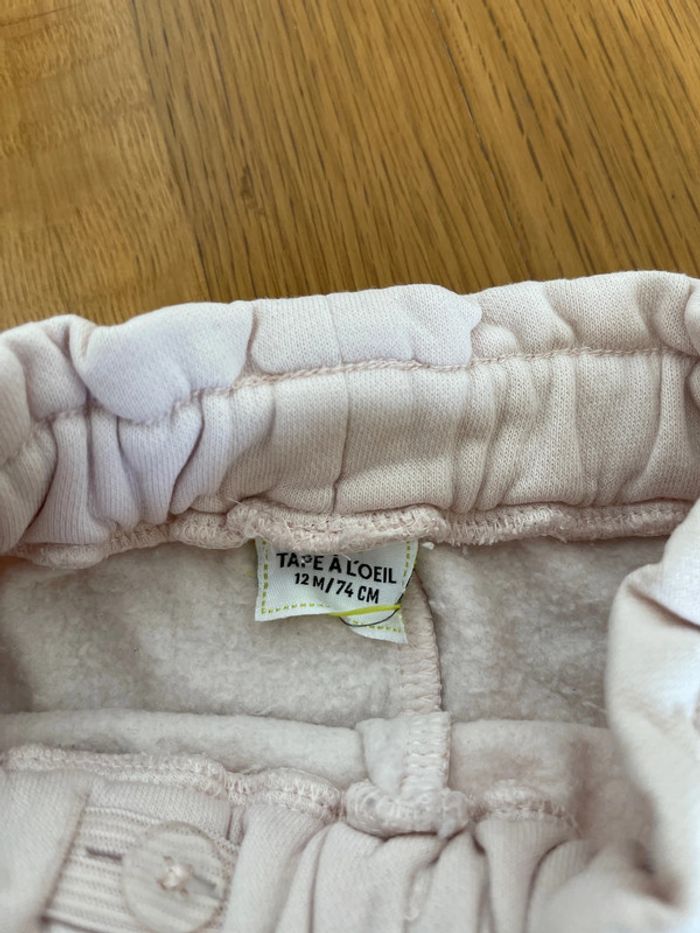 TAPE À L'OEIL
12 M/74 CM